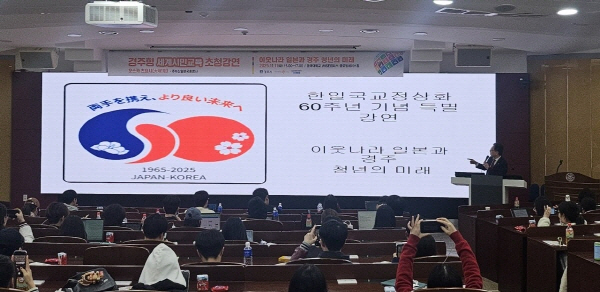 경주형 세계시민교육 초청강연
이웃나라 일본과 경주 청년의 미래
両手を携え、より良い未来へ
60
1965-2025
JAPAN-KOREA
한일국교정상화
60주년 기념 특별
강연
이웃나라 일본과
경주
청년의 미래